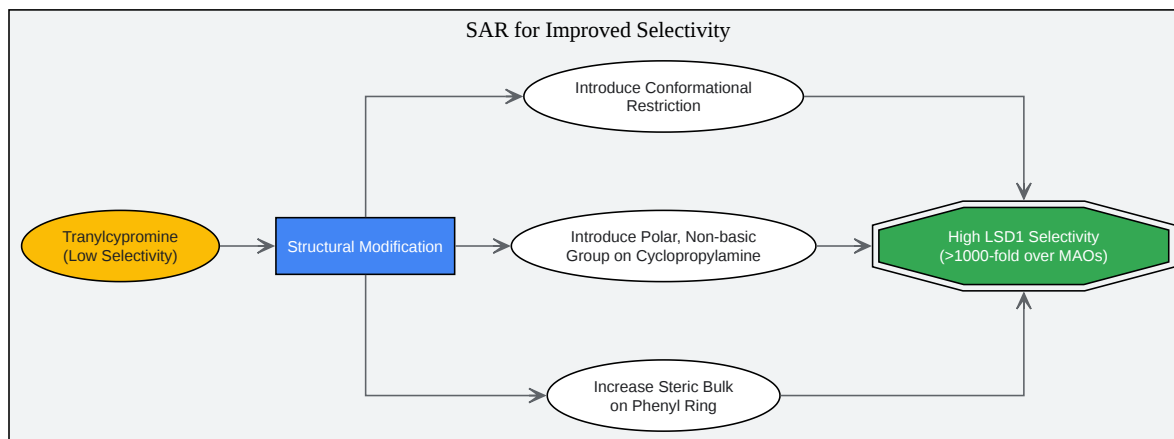 SAR for Improved Selectivity
Introduce Conformational
Restriction
Tranylcypromine
(Low Selectivity)
Structural Modification
Introduce Polar, Non-basic
Group on Cyclopropylamine
High LSD1 Selectivity
(>1000-fold over MAOs)
Increase Steric Bulk
on Phenyl Ring